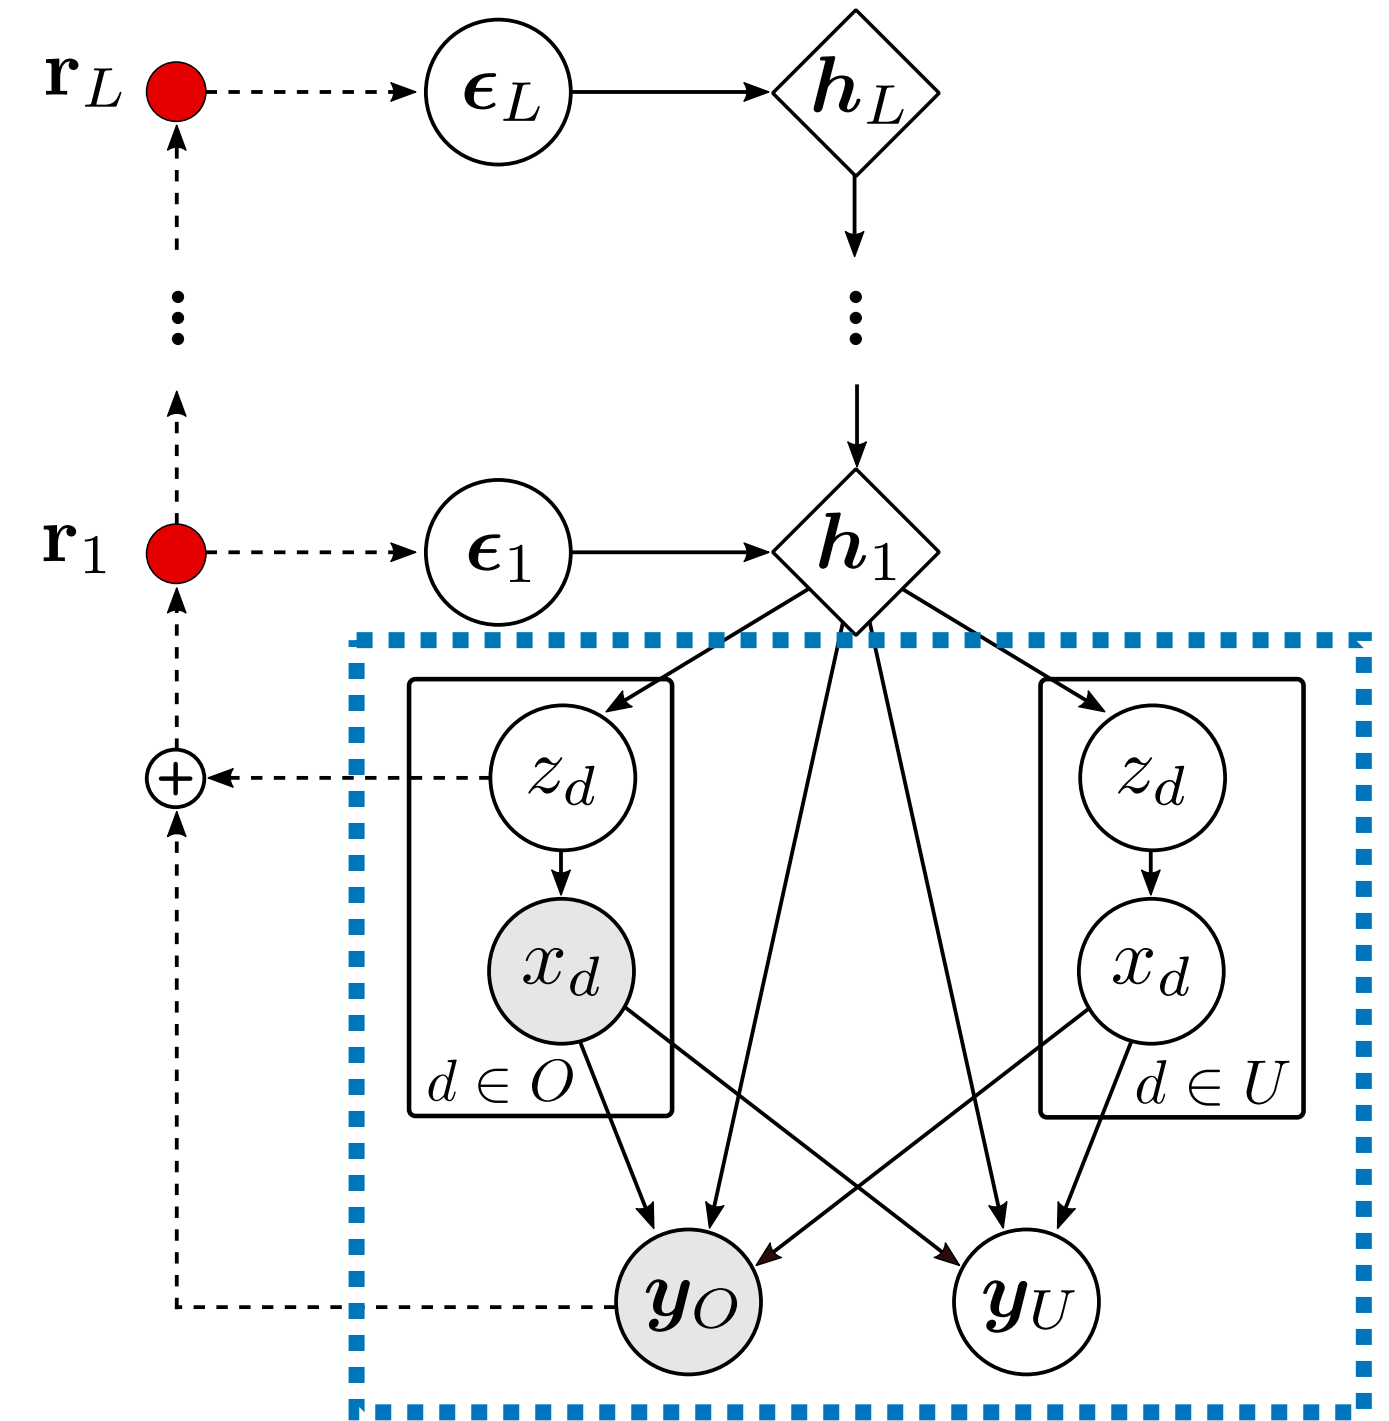 𝐫_L ϵ_L h_L
𝐫_1 ϵ_1 h_1
z_d z_d
+
x_d x_d
d ∈ O d ∈ U
y_O y_U